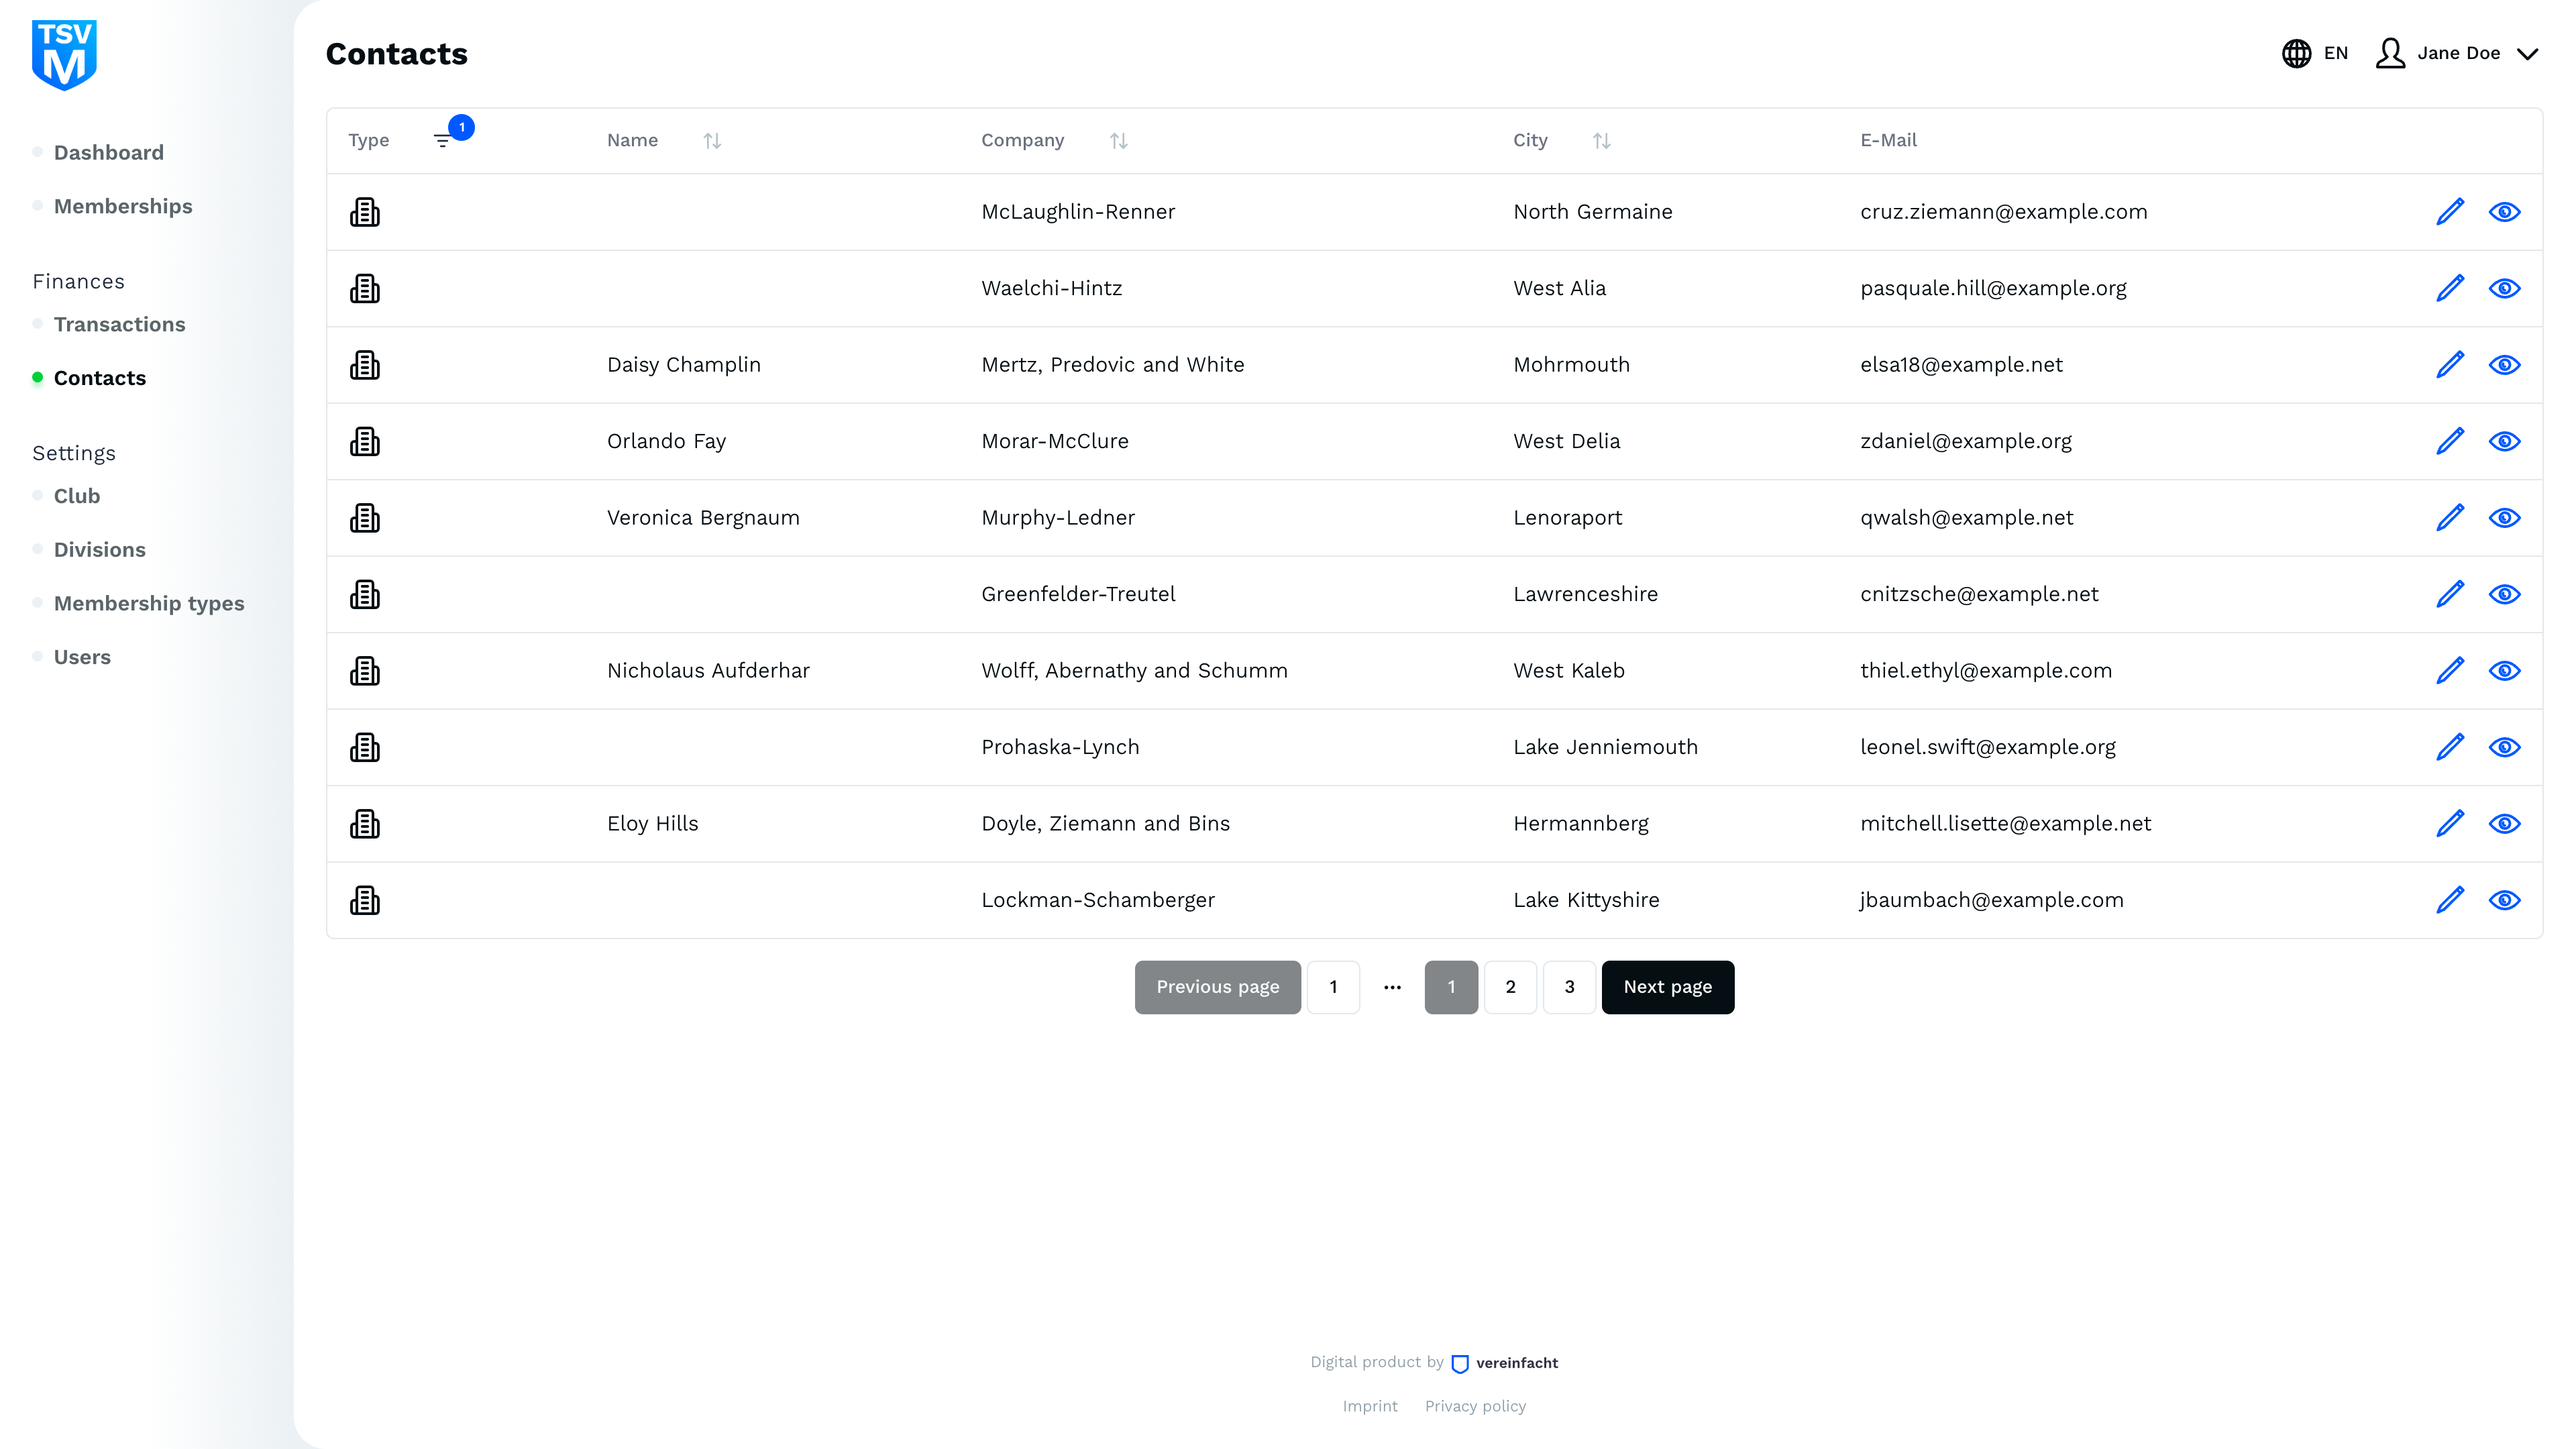 TSV
M
Contacts
EN
Jane Doe
Dashboard
Memberships
Finances
Transactions
Contacts
Settings
Club
Divisions
Membership types
Users
Type 1 Name Company City E-Mail
McLaughlin-Renner North Germaine cruz.ziemann@example.com
Waelchi-Hintz West Alia pasquale.hill@example.org
Daisy Champlin Mertz, Predovic and White Mohrmouth elsa18@example.net
Orlando Fay Morar-McClure West Delia zdaniel@example.org
Veronica Bergnaum Murphy-Ledner Lenoraport qwalsh@example.net
Greenfelder-Treutel Lawrenceshire cnitzsche@example.net
Nicholaus Aufderhar Wolff, Abernathy and Schumm West Kaleb thiel.ethyl@example.com
Prohaska-Lynch Lake Jenniemouth leonel.swift@example.org
Eloy Hills Doyle, Ziemann and Bins Hermannberg mitchell.lisette@example.net
Lockman-Schamberger Lake Kittyshire jbaumbach@example.com
Previous page 1 ... 1 2 3 Next page
Digital product by vereinfacht
Imprint Privacy policy